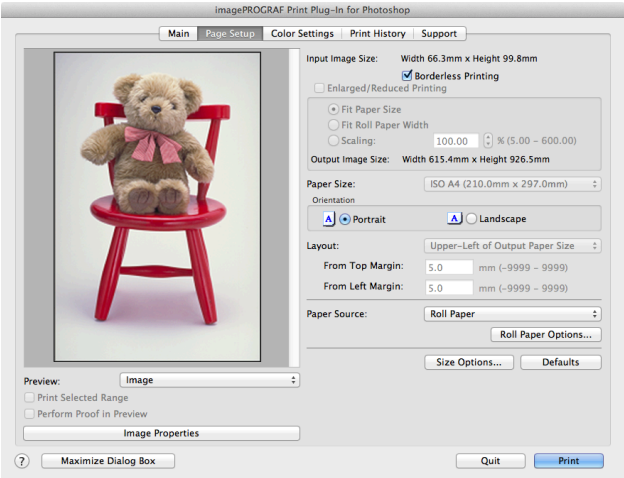 imagePROGRAF Print Plug-In for Photoshop
Main Page Setup Color Settings Print History Support
Input Image Size: Width 66.3mm x Height 99.8mm
Borderless Printing
Enlarged/Reduced Printing
Fit Paper Size
Fit Roll Paper Width
Scaling: 100.00 % (5.00 - 600.00)
Output Image Size: Width 615.4mm x Height 926.5mm
Paper Size: ISO A4 (210.0mm x 297.0mm)
Orientation
A Portrait A Landscape
Layout: Upper-Left of Output Paper Size
From Top Margin: 5.0 mm (-9999 - 9999)
From Left Margin: 5.0 mm (-9999 - 9999)
Paper Source: Roll Paper
Roll Paper Options...
Size Options... Defaults
Preview: Image
Print Selected Range
Perform Proof in Preview
Image Properties
? Maximize Dialog Box Quit Print